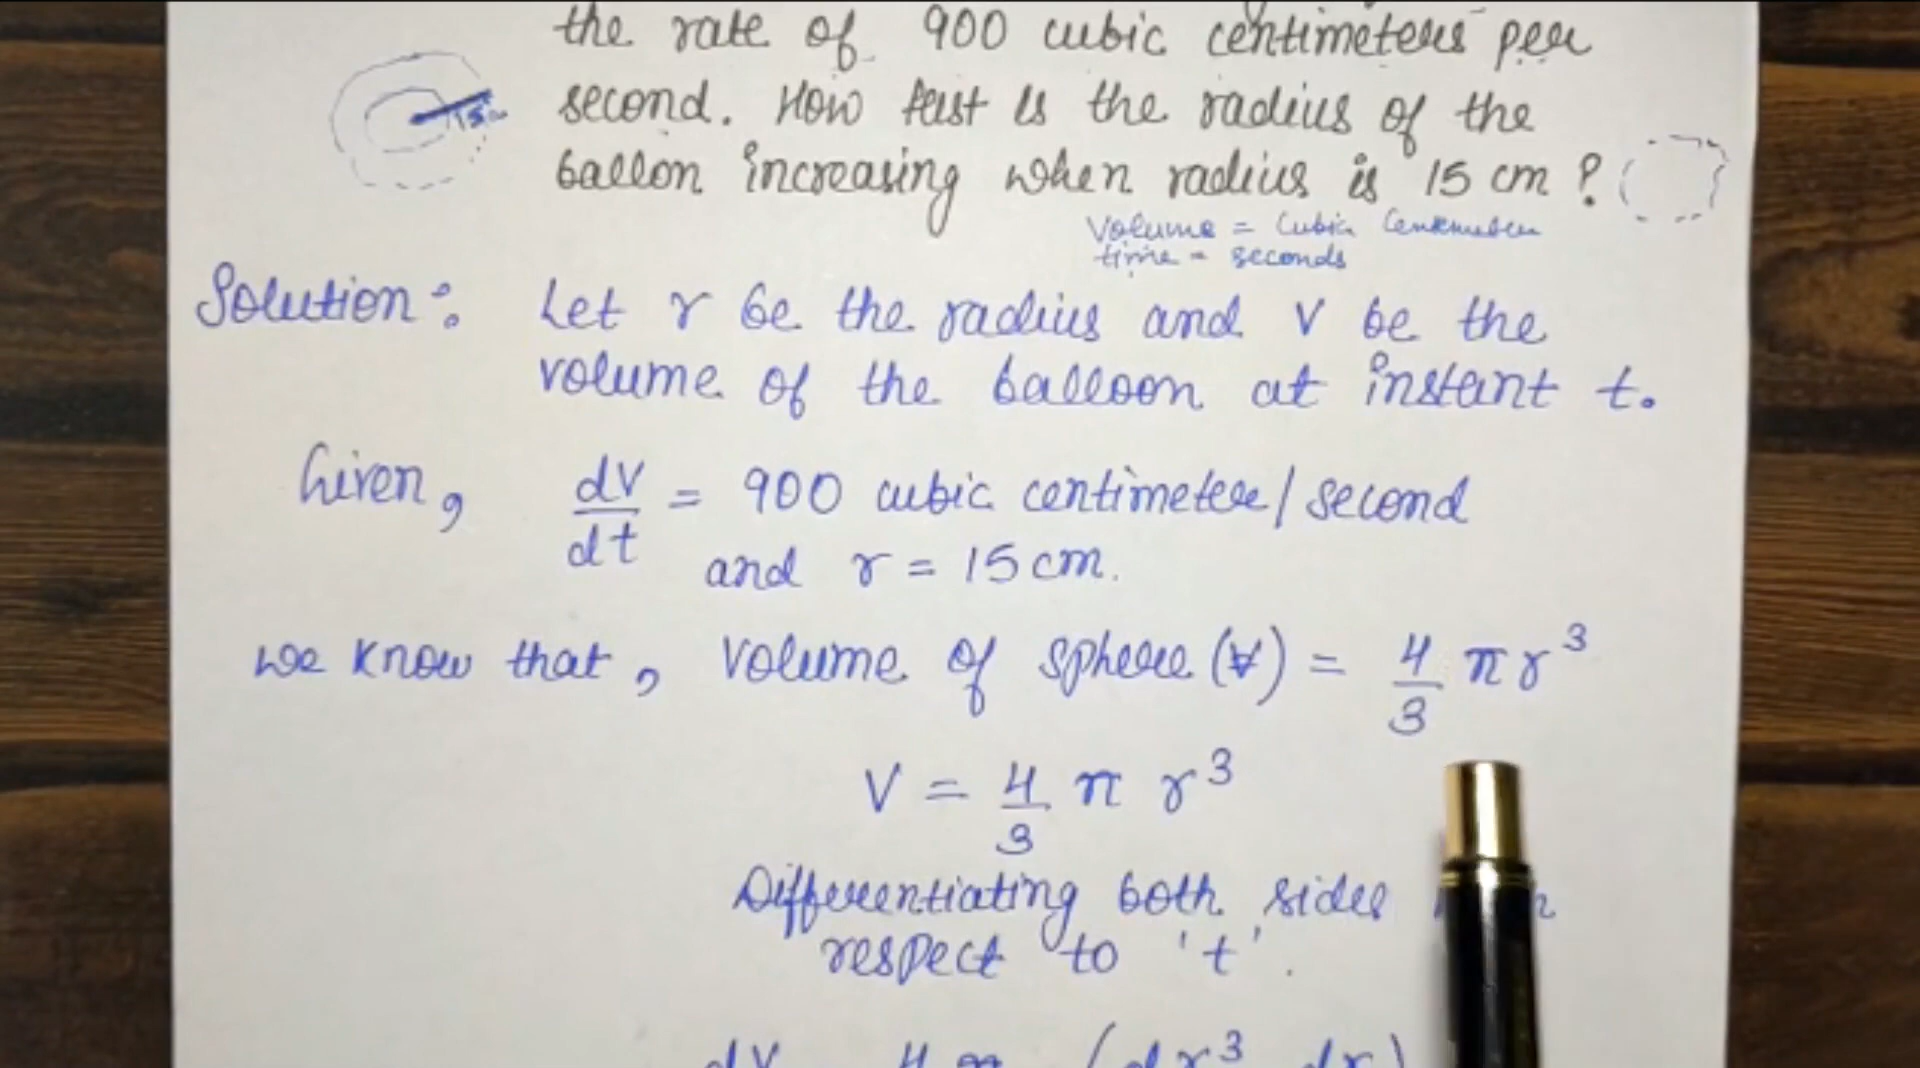 the rate of 900 cubic centimeters per
second. How fast is the radius of the
ballon increasing when radius is 15 cm ?
Volume = Cubic Centimeter
time = seconds
Solution : Let r be the radius and V be the
volume of the balloon at instant t.
Given, dV/dt = 900 cubic centimeter/second
and r = 15 cm.
We know that, Volume of sphere (V) = 4/3 π r³
V = 4/3 π r³
Differentiating both sides
respect to 't'.